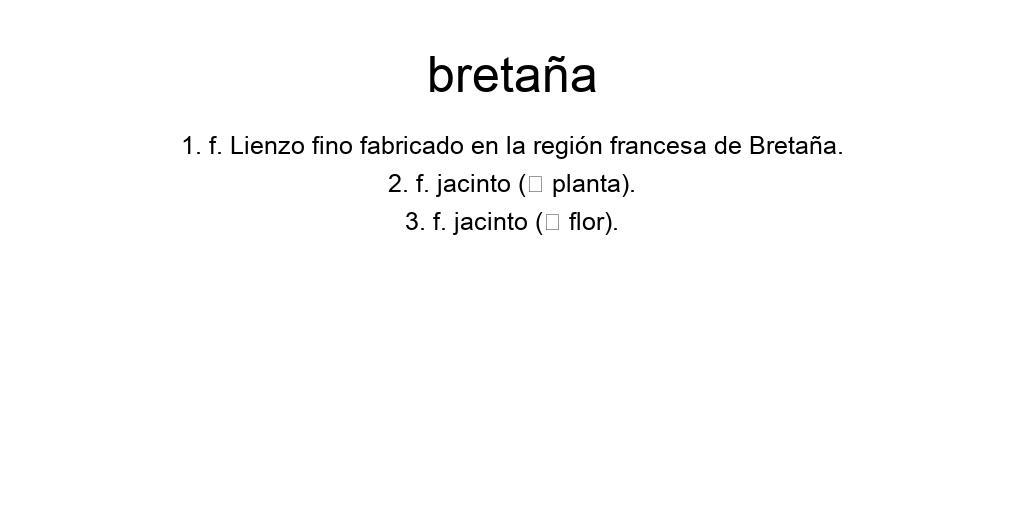 bretaña
1. f. Lienzo fino fabricado en la región francesa de Bretaña.
2. f. jacinto (□ planta).
3. f. jacinto (□ flor).